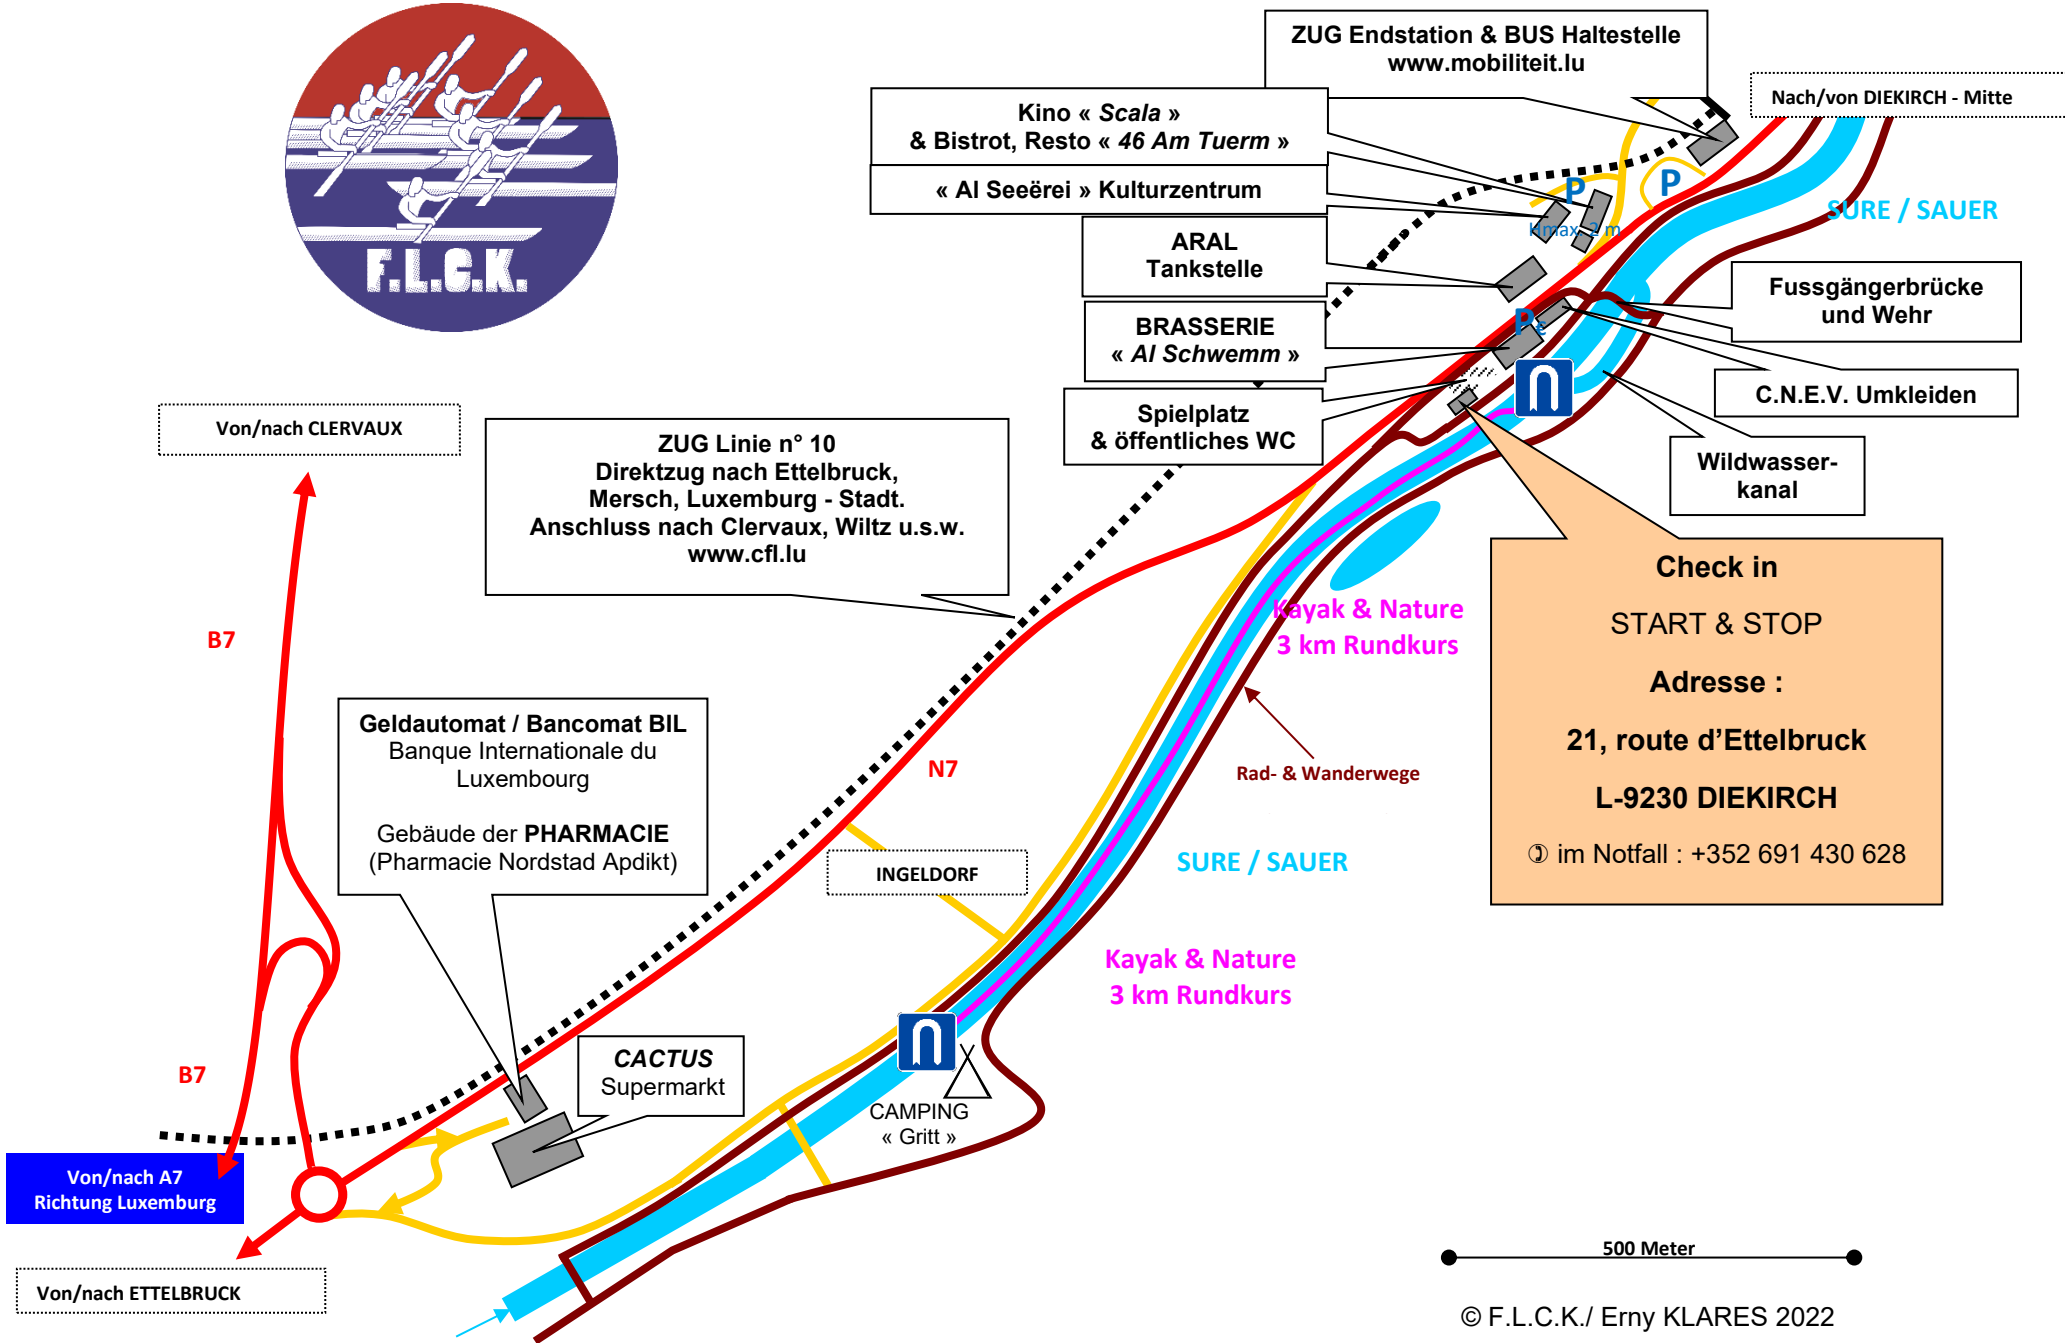 F.L.C.K.
ZUG Endstation & BUS Haltestelle
www.mobiliteit.lu
Nach/von DIEKIRCH - Mitte
Kino « Scala »
& Bistrot, Resto « 46 Am Tuerm »
« Al Seeërei » Kulturzentrum
P
P
Hmax. 2 m
SURE / SAUER
ARAL
Tankstelle
Fussgängerbrücke
und Wehr
BRASSERIE
« Al Schwemm »
P€
C.N.E.V. Umkleiden
Spielplatz
& öffentliches WC
Wildwasser-
kanal
Von/nach CLERVAUX
ZUG Linie n° 10
Direktzug nach Ettelbruck,
Mersch, Luxemburg - Stadt.
Anschluss nach Clervaux, Wiltz u.s.w.
www.cfl.lu
Check in
START & STOP
Adresse :
21, route d’Ettelbruck
L-9230 DIEKIRCH
✆ im Notfall : +352 691 430 628
Kayak & Nature
3 km Rundkurs
B7
Geldautomat / Bancomat BIL
Banque Internationale du
Luxembourg
Gebäude der PHARMACIE
(Pharmacie Nordstad Apdikt)
N7
Rad- & Wanderwege
INGELDORF
SURE / SAUER
Kayak & Nature
3 km Rundkurs
B7
CACTUS
Supermarkt
CAMPING
« Gritt »
Von/nach A7
Richtung Luxemburg
Von/nach ETTELBRUCK
500 Meter
© F.L.C.K./ Erny KLARES 2022